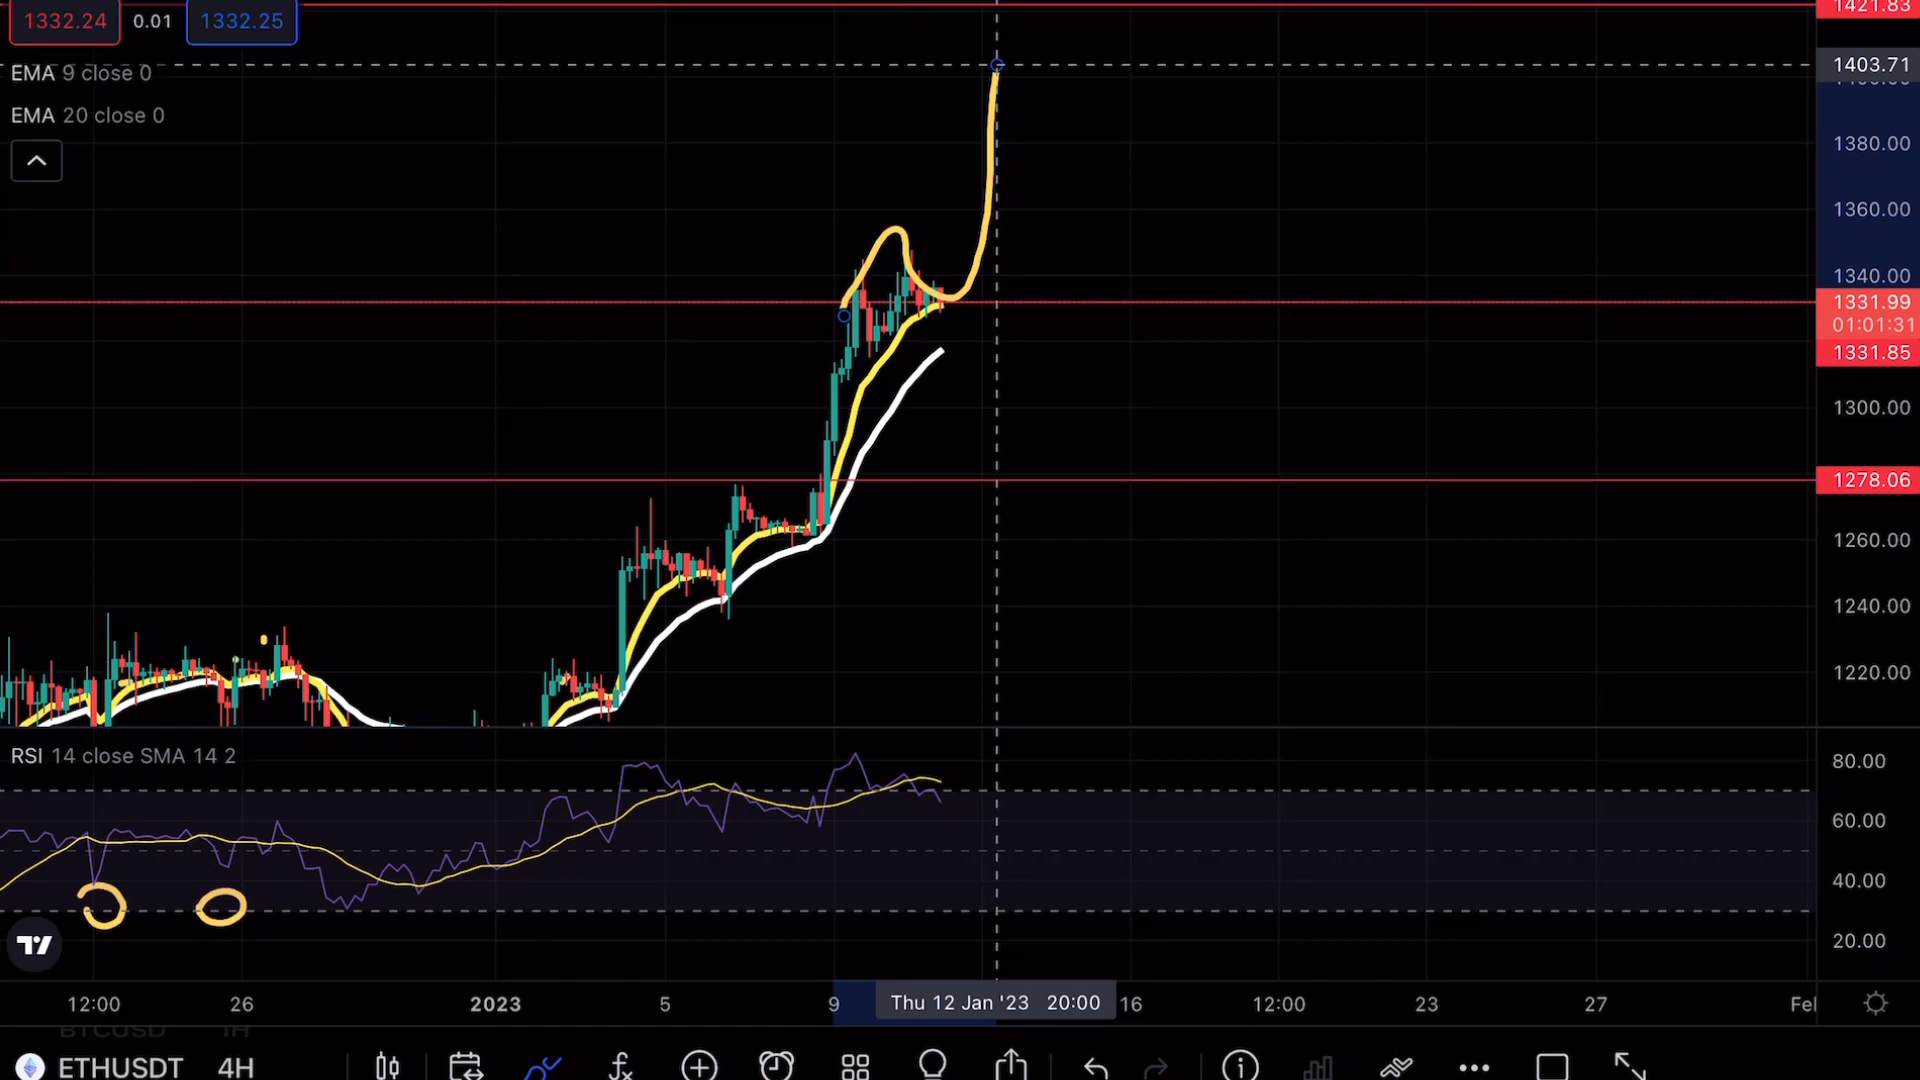 1332.24 0.01 1332.25
1421.83
EMA 9 close 0
1403.71
EMA 20 close 0
1380.00
1360.00
1340.00
1331.99
01:01:31
1331.85
1300.00
1278.06
1260.00
1240.00
1220.00
RSI 14 close SMA 14 2
80.00
60.00
40.00
20.00
12:00 26 2023 5 9 Thu 12 Jan '23 20:00 16 12:00 23 27 Fel
BTCUSD 1H
ETHUSDT 4H